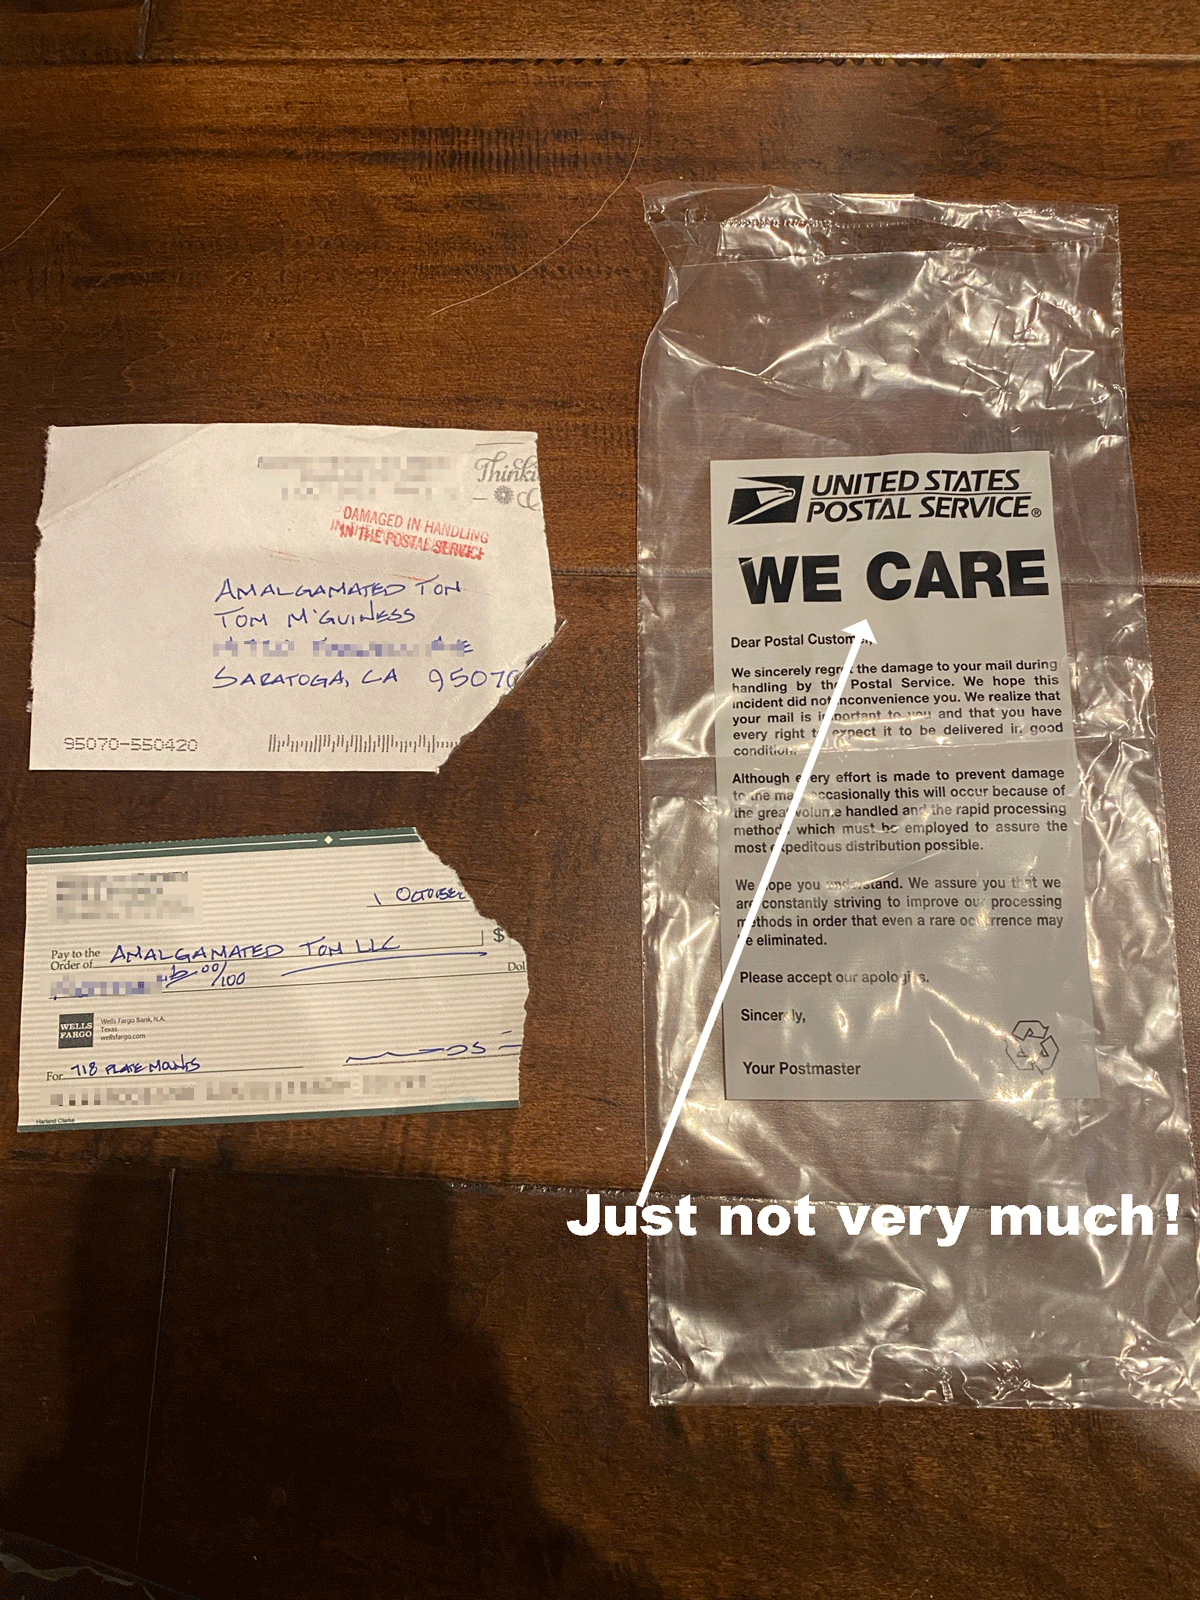 Thinki
DAMAGED IN HANDLING
IN THE POSTAL SERVICE
AMALGAMATED TOM
TOM M'GUINESS
AVE
SARATOGA, CA 95070
95070-550420
1 OCTOBER
Pay to the
Order of AMALGAMATED TOM LLC $
00/100 Dol
WELLS
FARGO
Wells Fargo Bank, N.A.
Texas
wellsfargo.com
For 718 PLATE MOUNTS
Harland Clarke
UNITED STATES
POSTAL SERVICE®
WE CARE
Dear Postal Customer,
We sincerely regret the damage to your mail during
handling by the Postal Service. We hope this
incident did not inconvenience you. We realize that
your mail is important to you and that you have
every right to expect it to be delivered in good
condition.
Although every effort is made to prevent damage
to the mail, occasionally this will occur because of
the great volume handled and the rapid processing
methods which must be employed to assure the
most expeditous distribution possible.
We hope you understand. We assure you that we
are constantly striving to improve our processing
methods in order that even a rare occurrence may
be eliminated.
Please accept our apologies.
Sincerely,
Your Postmaster
Just not very much!